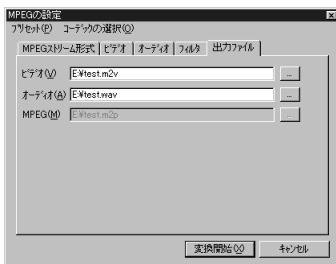 MPEGの設定
プリセット(P) コーデックの選択(O)
MPEGストリーム形式 ビデオ オーディオ フィルタ 出力ファイル
ビデオ(V) E:¥test.m2v ...
オーディオ(A) E:¥test.wav ...
MPEG(M) E:¥test.m2p ...
変換開始(X) キャンセル